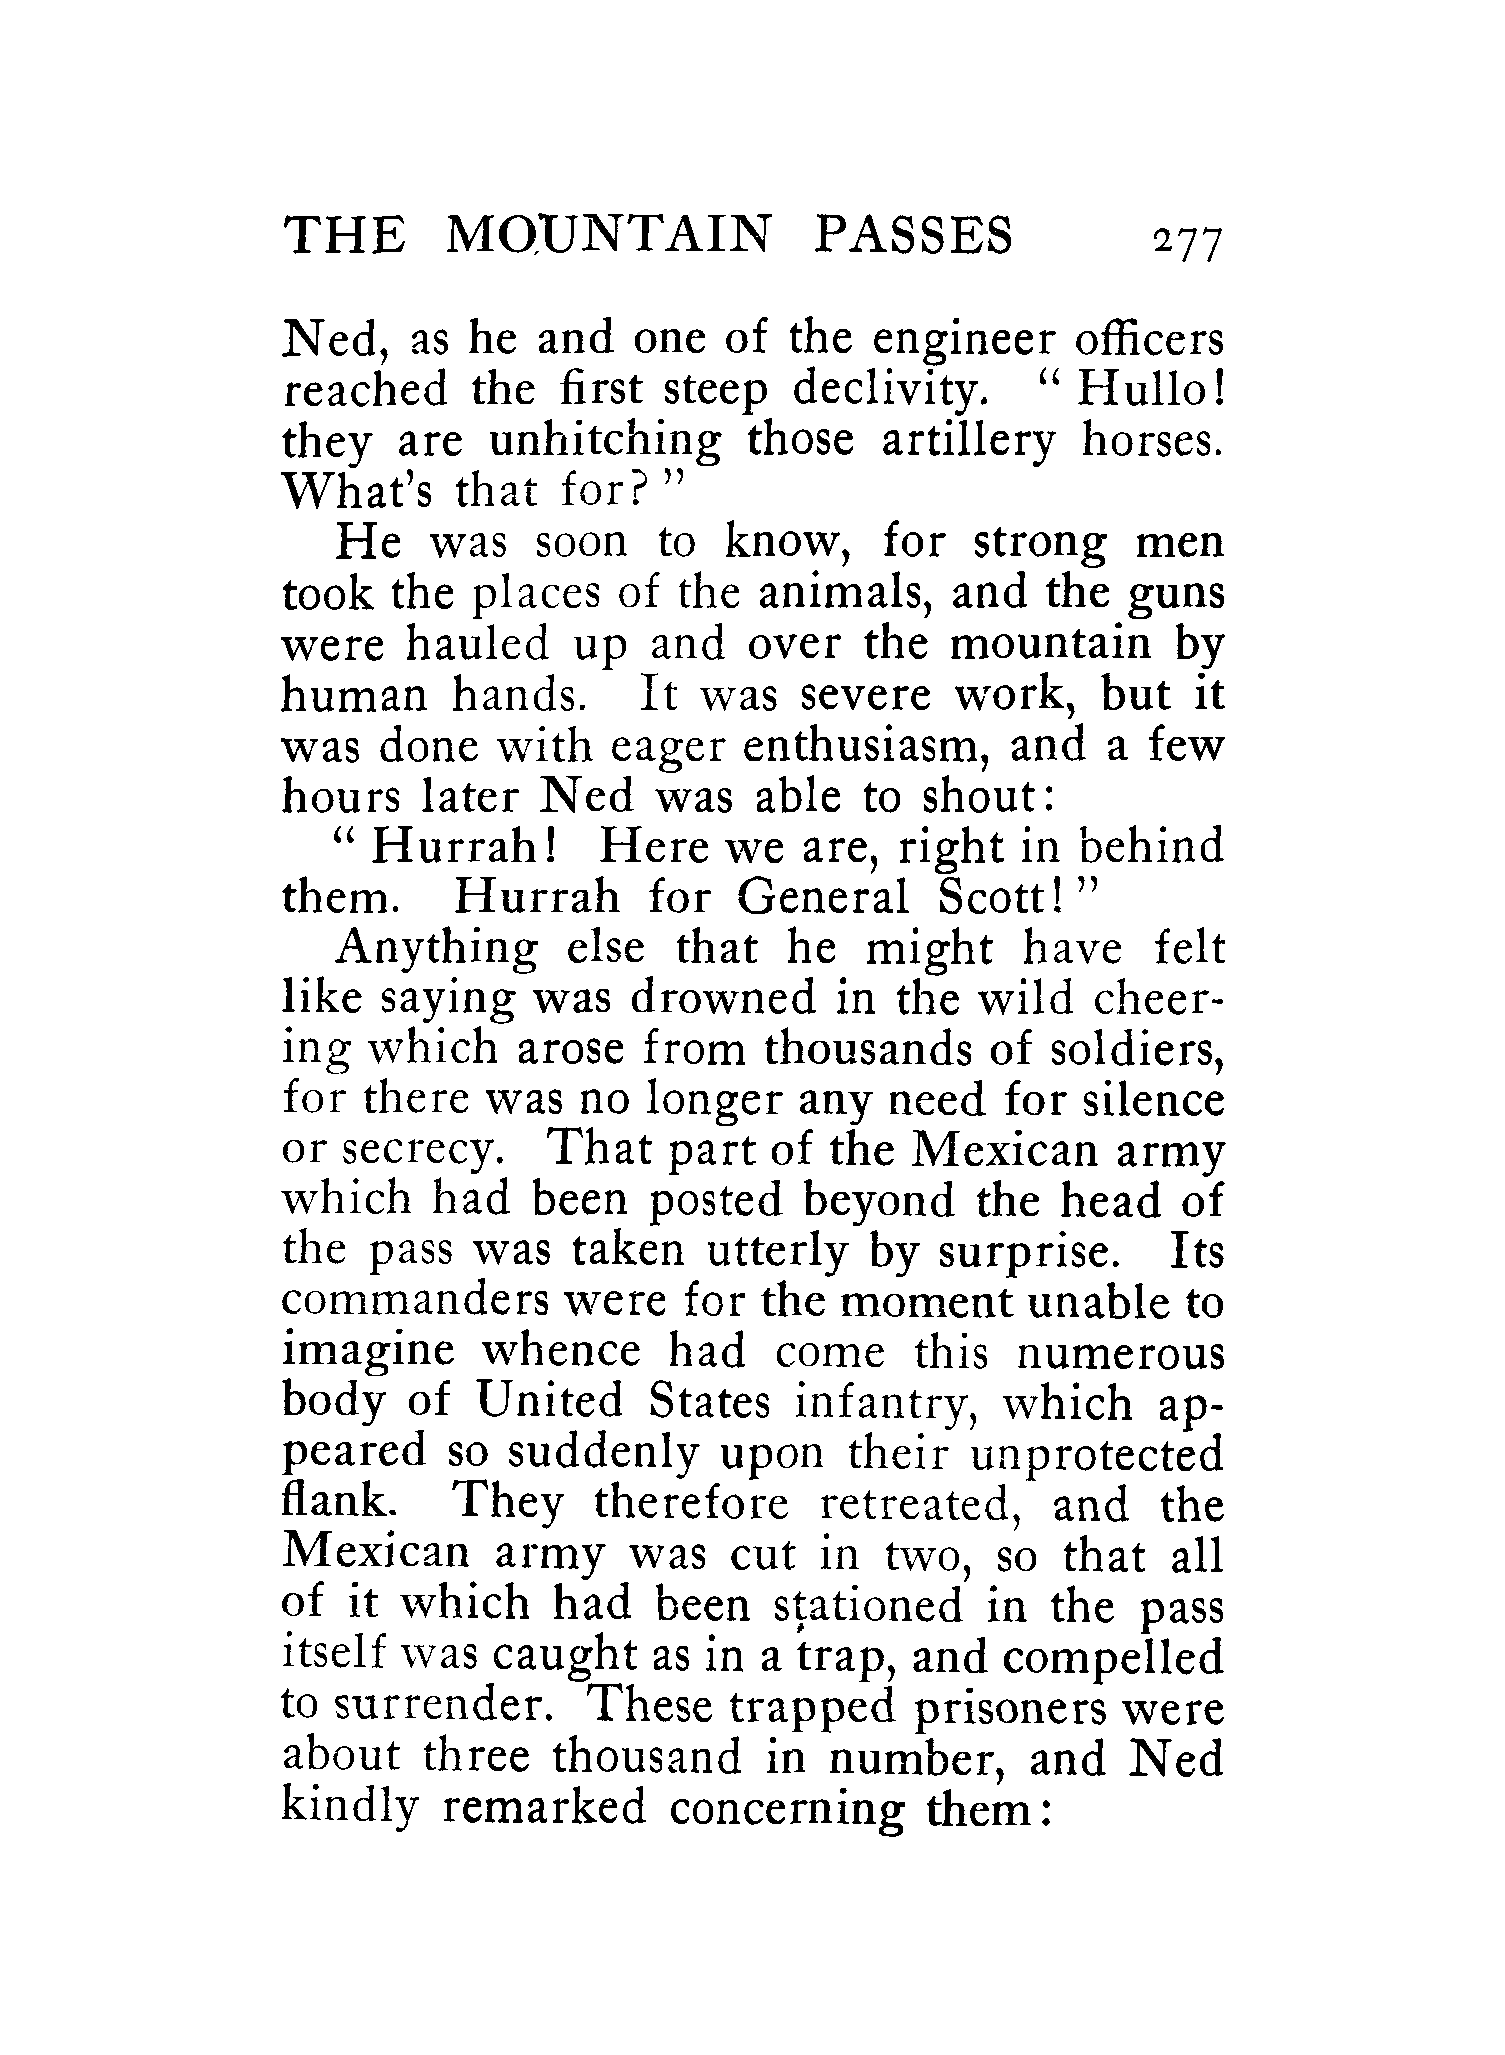 THE MOUNTAIN PASSES 277
Ned, as he and one of the engineer officers
reached the first steep declivity. “ Hullo!
they are unhitching those artillery horses.
What's that for? ”
He was soon to know, for strong men
took the places of the animals, and the guns
were hauled up and over the mountain by
human hands. It was severe work, but it
was done with eager enthusiasm, and a few
hours later Ned was able to shout:
“ Hurrah! Here we are, right in behind
them. Hurrah for General Scott! ”
Anything else that he might have felt
like saying was drowned in the wild cheer-
ing which arose from thousands of soldiers,
for there was no longer any need for silence
or secrecy. That part of the Mexican army
which had been posted beyond the head of
the pass was taken utterly by surprise. Its
commanders were for the moment unable to
imagine whence had come this numerous
body of United States infantry, which ap-
peared so suddenly upon their unprotected
flank. They therefore retreated, and the
Mexican army was cut in two, so that all
of it which had been stationed in the pass
itself was caught as in a trap, and compelled
to surrender. These trapped prisoners were
about three thousand in number, and Ned
kindly remarked concerning them: